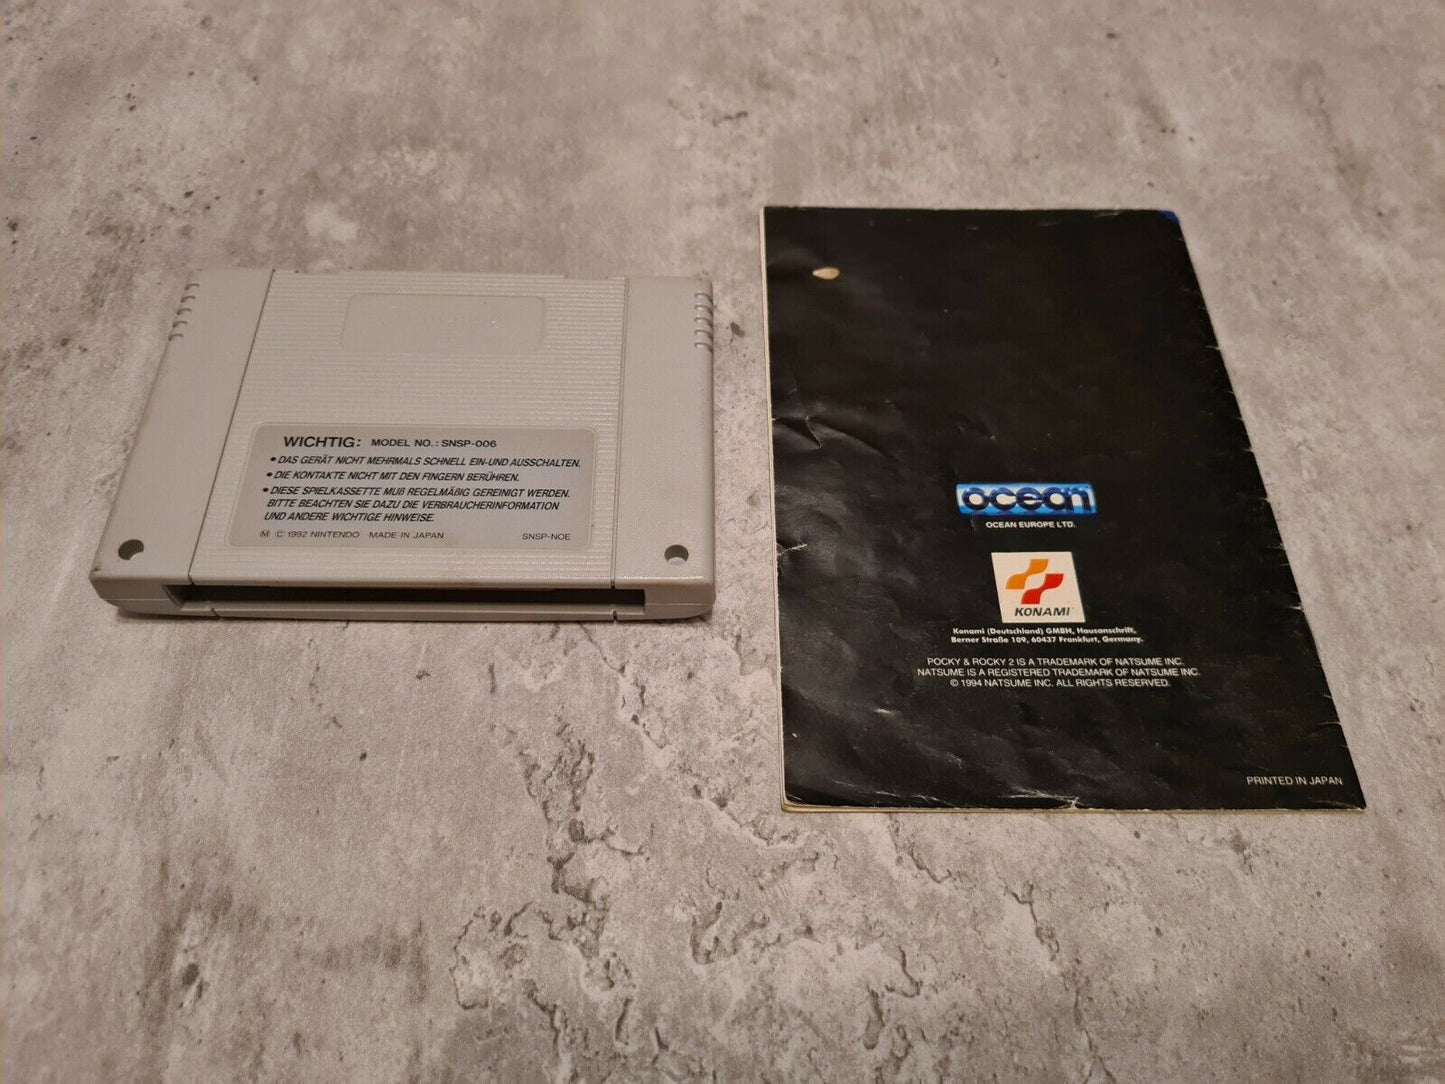 WICHTIG: MODEL NO.: SNSP-006
• DAS GERÄT NICHT MEHRMALS SCHNELL EIN-UND AUSSCHALTEN.
• DIE KONTAKTE NICHT MIT DEN FINGERN BERÜHREN.
• DIESE SPIELKASSETTE MUß REGELMÄßIG GEREINIGT WERDEN.
BITTE BEACHTEN SIE DAZU DIE VERBRAUCHERINFORMATION
UND ANDERE WICHTIGE HINWEISE.
Ⓜ © 1992 NINTENDO MADE IN JAPAN SNSP-NOE
ocean
OCEAN EUROPE LTD.
KONAMI
Konami (Deutschland) GMBH, Hausanschrift,
Berner Straße 109, 60437 Frankfurt, Germany.
POCKY & ROCKY 2 IS A TRADEMARK OF NATSUME INC.
NATSUME IS A REGISTERED TRADEMARK OF NATSUME INC.
© 1994 NATSUME INC. ALL RIGHTS RESERVED.
PRINTED IN JAPAN